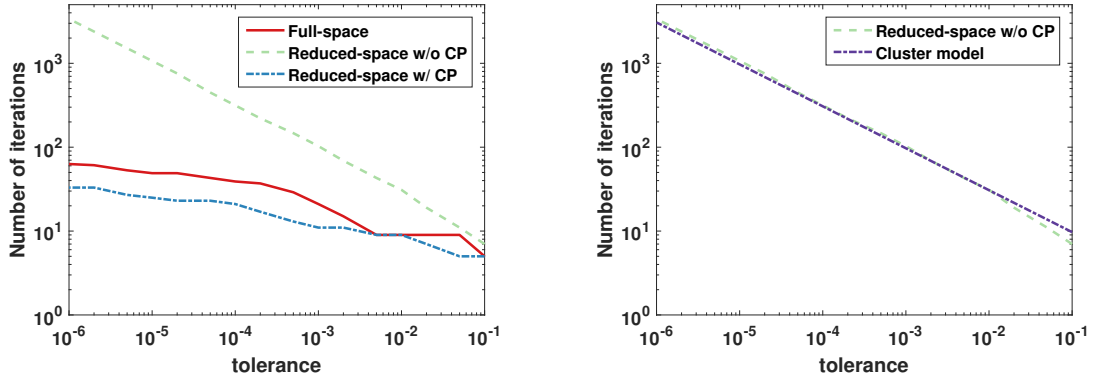 Number of iterations
10^3
10^2
10^1
10^0
Full-space
Reduced-space w/o CP
Reduced-space w/ CP
10^-6
10^-5
10^-4
10^-3
10^-2
10^-1
tolerance
Number of iterations
10^3
10^2
10^1
10^0
Reduced-space w/o CP
Cluster model
10^-6
10^-5
10^-4
10^-3
10^-2
10^-1
tolerance